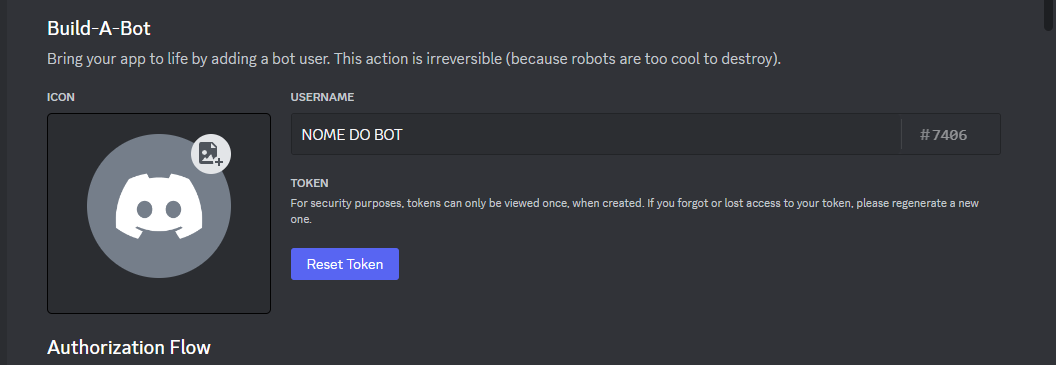 Build-A-Bot
Bring your app to life by adding a bot user. This action is irreversible (because robots are too cool to destroy).
ICON
USERNAME
NOME DO BOT
#7406
TOKEN
For security purposes, tokens can only be viewed once, when created. If you forgot or lost access to your token, please regenerate a new
one.
Reset Token
Authorization Flow